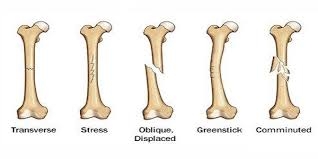 Transverse
Stress
Oblique,
Displaced
Greenstick
Comminuted